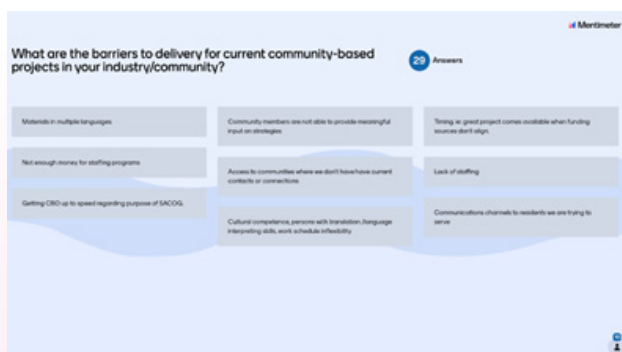 Mentimeter
What are the barriers to delivery for current community-based
projects in your industry/community?
29 Answers
Materials in multiple languages
Not enough money for staffing programs
Getting CBO up to speed regarding purpose of SACOG.
Community members are not able to provide meaningful
input on strategies
Access to communities where we don't have/have current
contacts or connections
Cultural competence, persons with translation /language
interpreting skills, work schedule inflexibility
Timing ie: great project comes available when funding
sources don't align.
Lack of staffing
Communications channels to residents we are trying to
serve